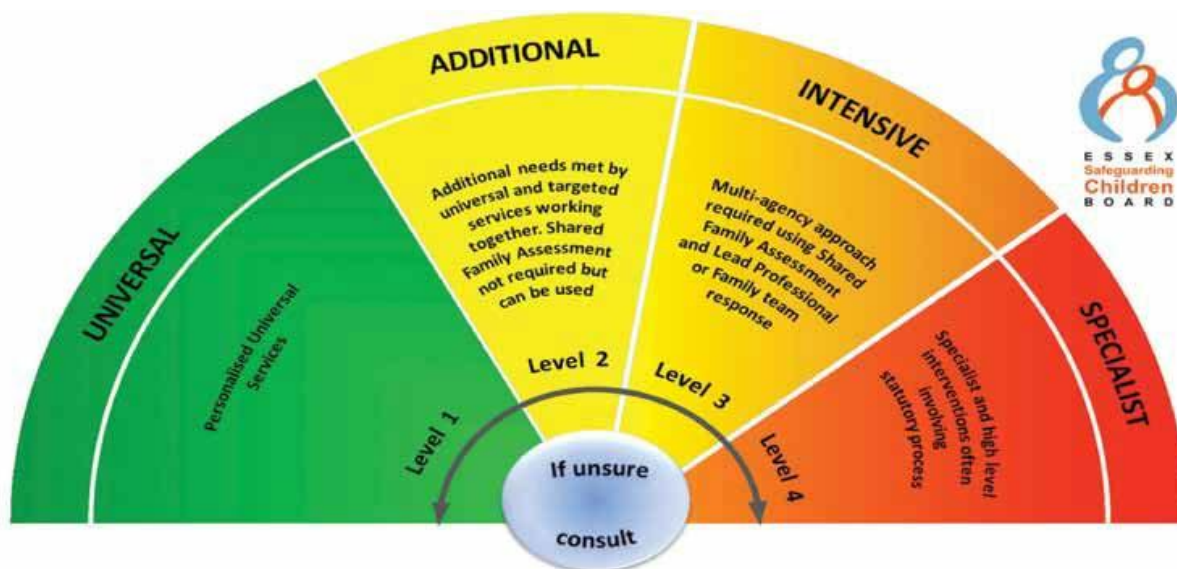 UNIVERSAL
Personalised Universal
Services
Level 1
ADDITIONAL
Additional needs met by
universal and targeted
services working
together. Shared
Family Assessment
not required but
can be used
Level 2
INTENSIVE
Multi-agency approach
required using Shared
Family Assessment
and Lead Professional
or Family team
response
Level 3
SPECIALIST
Specialist and high level
interventions often
involving
statutory process
Level 4
If unsure
consult
ESSEX
Safeguarding
Children
BOARD